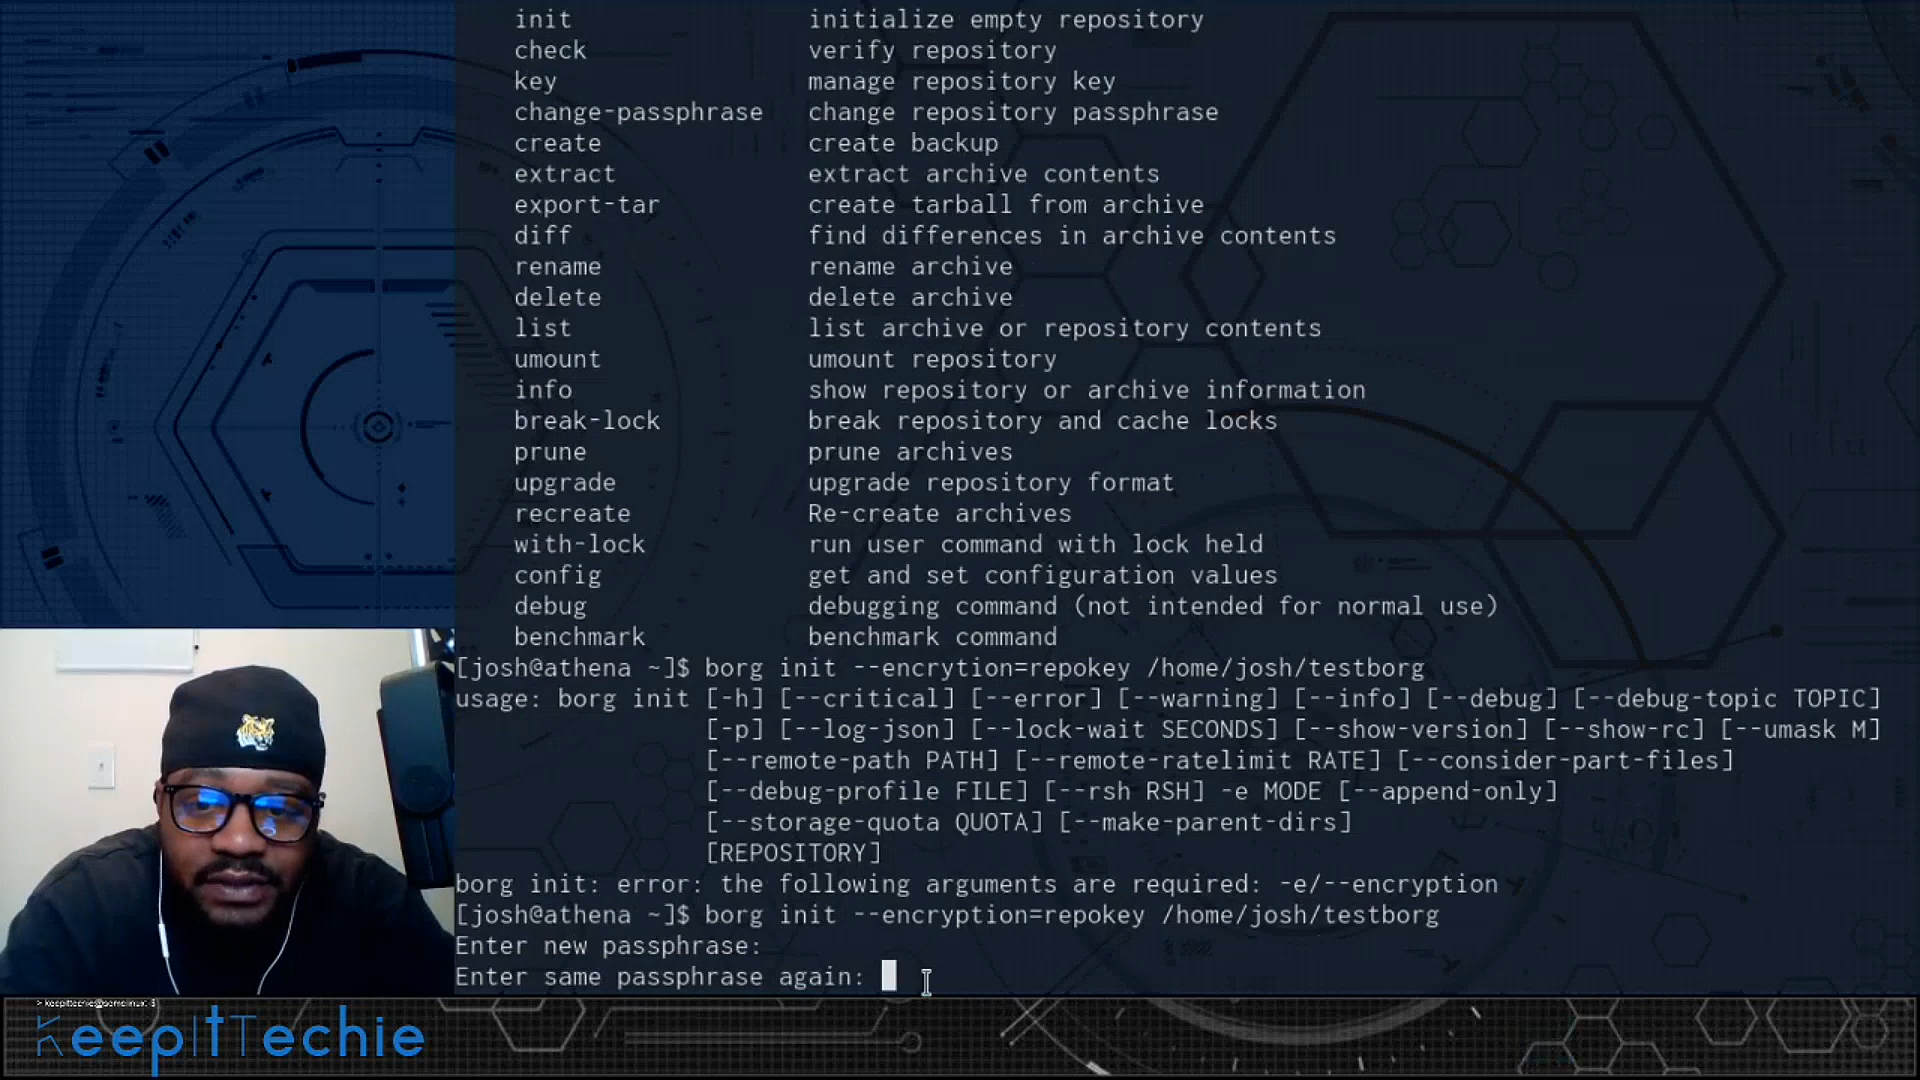 init initialize empty repository
check verify repository
key manage repository key
change-passphrase change repository passphrase
create create backup
extract extract archive contents
export-tar create tarball from archive
diff find differences in archive contents
rename rename archive
delete delete archive
list list archive or repository contents
umount umount repository
info show repository or archive information
break-lock break repository and cache locks
prune prune archives
upgrade upgrade repository format
recreate Re-create archives
with-lock run user command with lock held
config get and set configuration values
debug debugging command (not intended for normal use)
benchmark benchmark command
[josh@athena ~]$ borg init --encrytion=repokey /home/josh/testborg
usage: borg init [-h] [--critical] [--error] [--warning] [--info] [--debug] [--debug-topic TOPIC]
[-p] [--log-json] [--lock-wait SECONDS] [--show-version] [--show-rc] [--umask M]
[--remote-path PATH] [--remote-ratelimit RATE] [--consider-part-files]
[--debug-profile FILE] [--rsh RSH] -e MODE [--append-only]
[--storage-quota QUOTA] [--make-parent-dirs]
[REPOSITORY]
borg init: error: the following arguments are required: -e/--encryption
[josh@athena ~]$ borg init --encryption=repokey /home/josh/testborg
Enter new passphrase:
Enter same passphrase again:
> keepittechie@somelinux: $
KeepItTechie